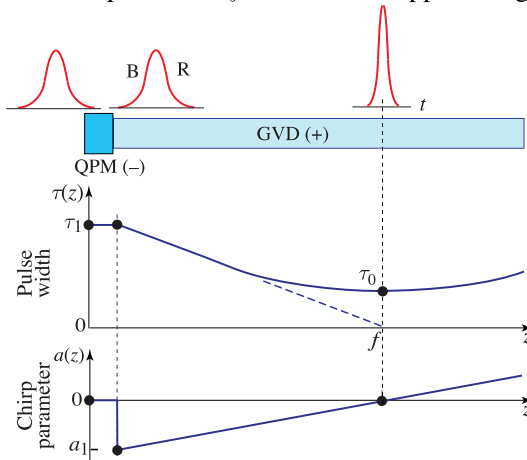 B R
t
GVD (+)
QPM (–)
τ(z)
τ1
Pulse width
τ0
0
f
z
a(z)
Chirp parameter
0
z
a1